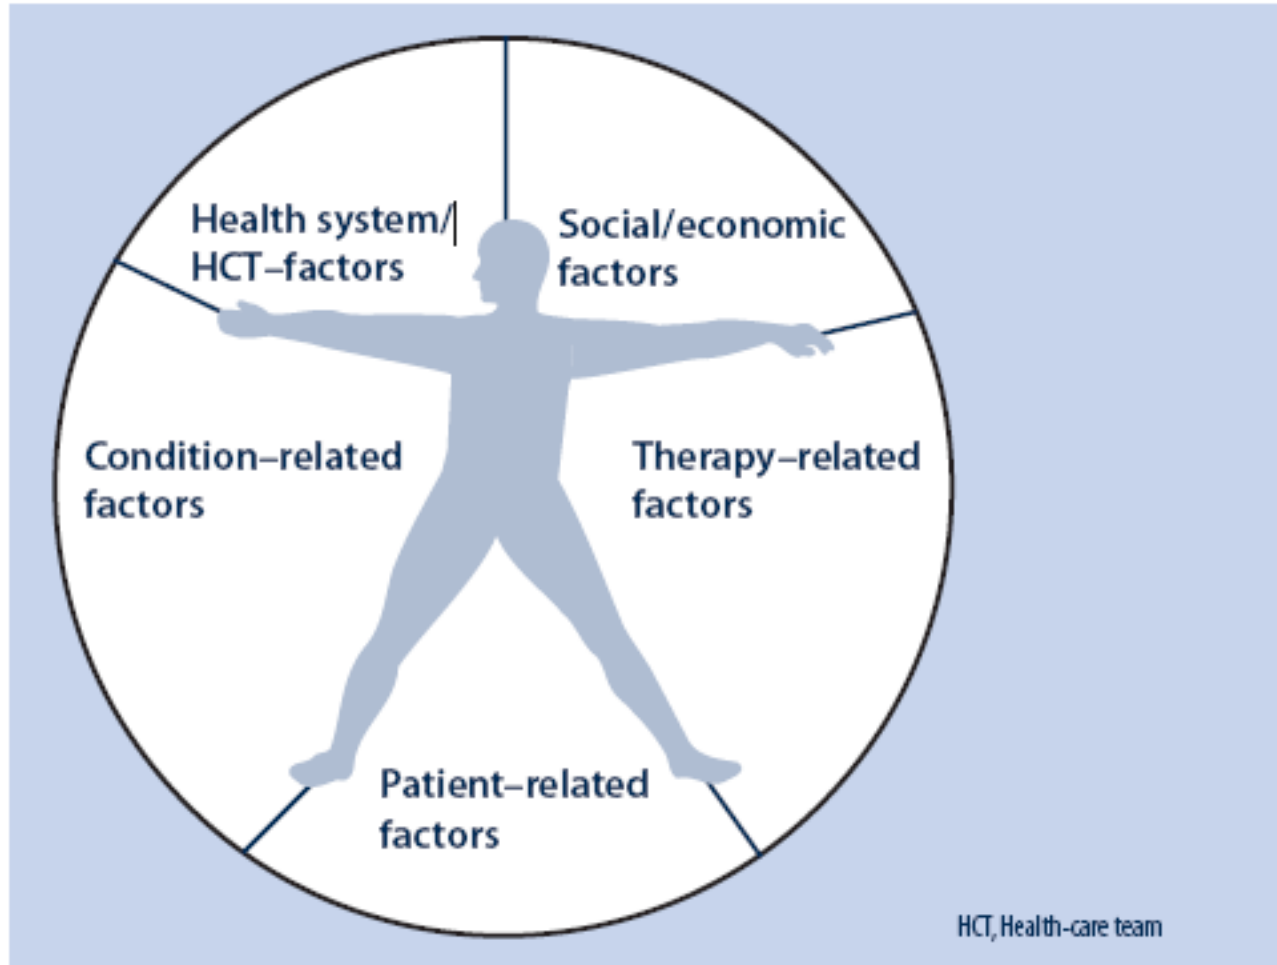 Health system/
HCT–factors
Social/economic
factors
Condition–related
factors
Therapy–related
factors
Patient–related
factors
HCT, Health-care team